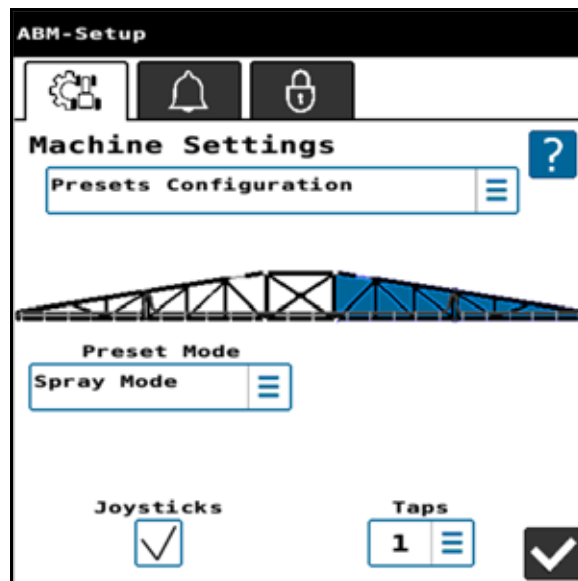 ABM-Setup
Machine Settings
?
Presets Configuration
Preset Mode
Spray Mode
Joysticks
Taps
1